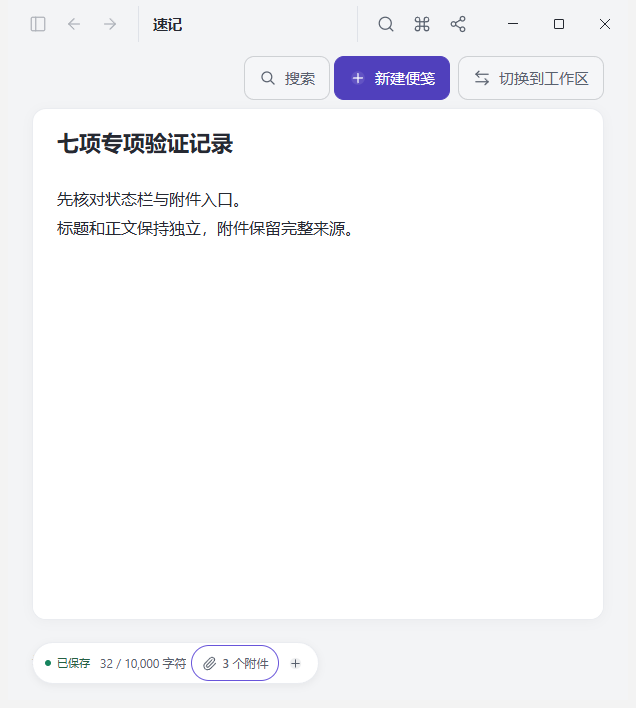 速记
搜索
新建便笺
切换到工作区
七项专项验证记录
先核对状态栏与附件入口。
标题和正文保持独立，附件保留完整来源。
已保存 32 / 10,000 字符 3 个附件